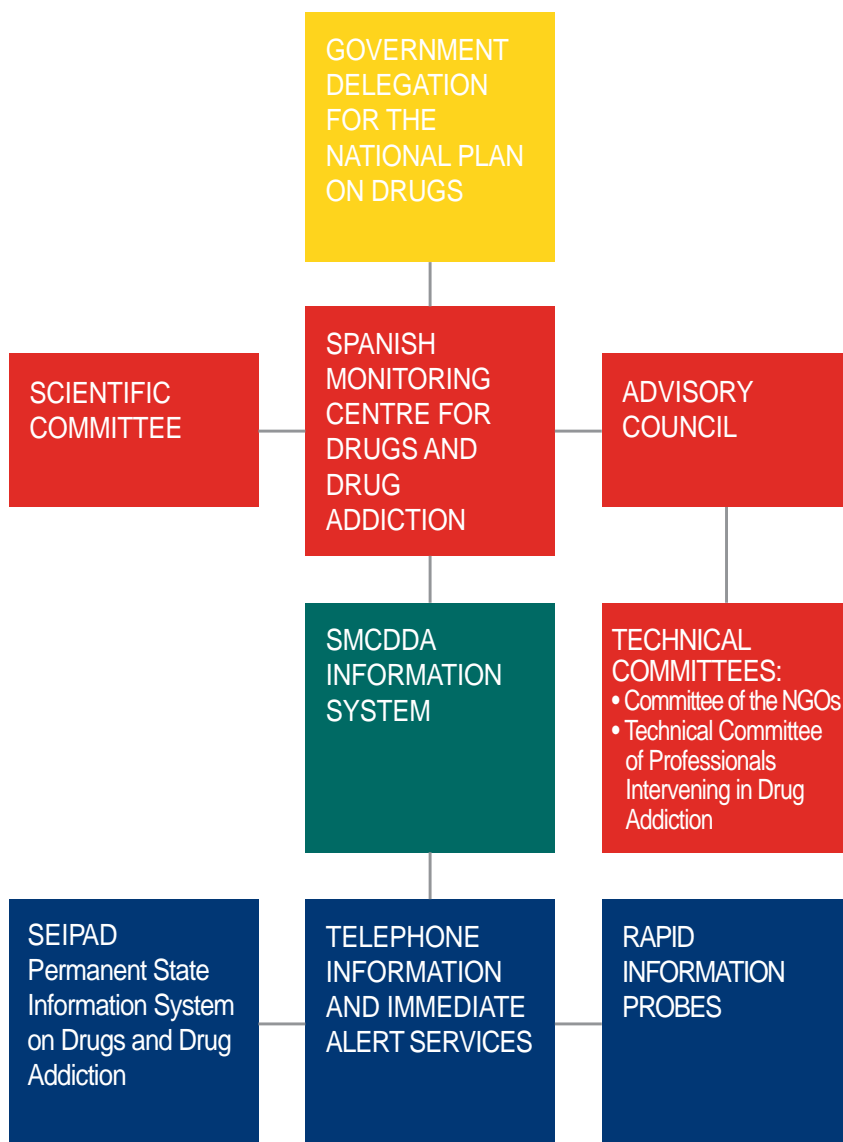 GOVERNMENT
DELEGATION
FOR THE
NATIONAL PLAN
ON DRUGS
SCIENTIFIC
COMMITTEE
SPANISH
MONITORING
CENTRE FOR
DRUGS AND
DRUG
ADDICTION
ADVISORY
COUNCIL
SMCDDA
INFORMATION
SYSTEM
TECHNICAL
COMMITTEES:
• Committee of the NGOs
• Technical Committee
of Professionals
Intervening in Drug
Addiction
SEIPAD
Permanent State
Information System
on Drugs and Drug
Addiction
TELEPHONE
INFORMATION
AND IMMEDIATE
ALERT SERVICES
RAPID
INFORMATION
PROBES